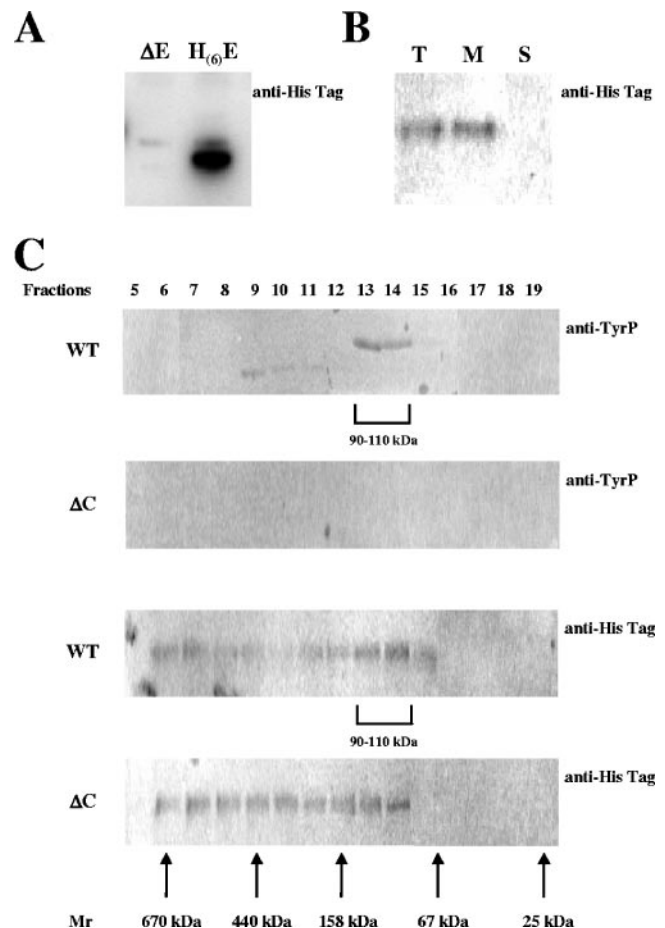 A
ΔE H(6)E
anti-His Tag
B
T M S
anti-His Tag
C
Fractions 5 6 7 8 9 10 11 12 13 14 15 16 17 18 19
WT
anti-TyrP
90-110 kDa
ΔC
anti-TyrP
WT
anti-His Tag
90-110 kDa
ΔC
anti-His Tag
Mr 670 kDa 440 kDa 158 kDa 67 kDa 25 kDa